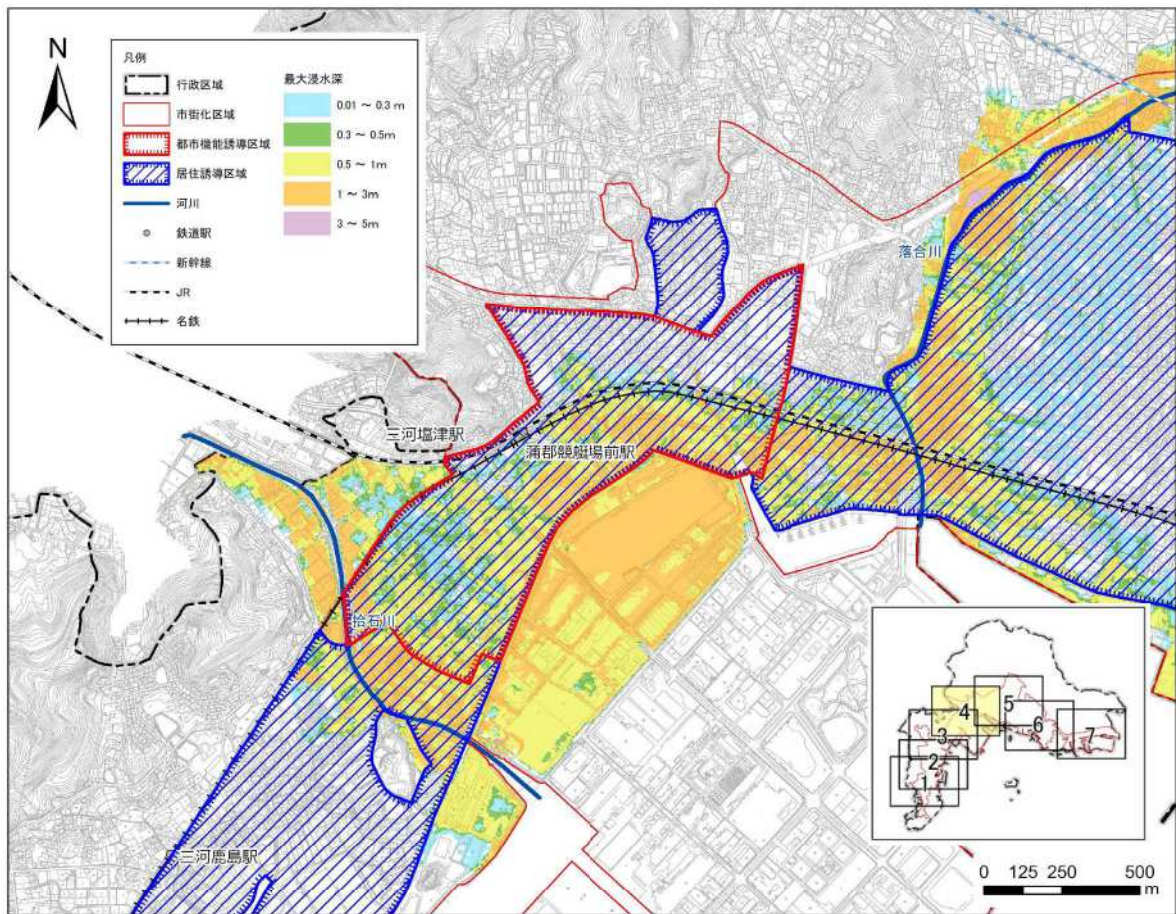 N
凡例
行政区域
市街化区域
都市機能誘導区域
居住誘導区域
河川
鉄道駅
新幹線
JR
名鉄
最大浸水深
0.01 ～ 0.3 m
0.3 ～ 0.5m
0.5 ～ 1m
1 ～ 3m
3 ～ 5m
落合川
三河塩津駅
蒲郡競艇場前駅
拾石川
三河鹿島駅
5
4
6
7
3
2
1
0 125 250 500
m